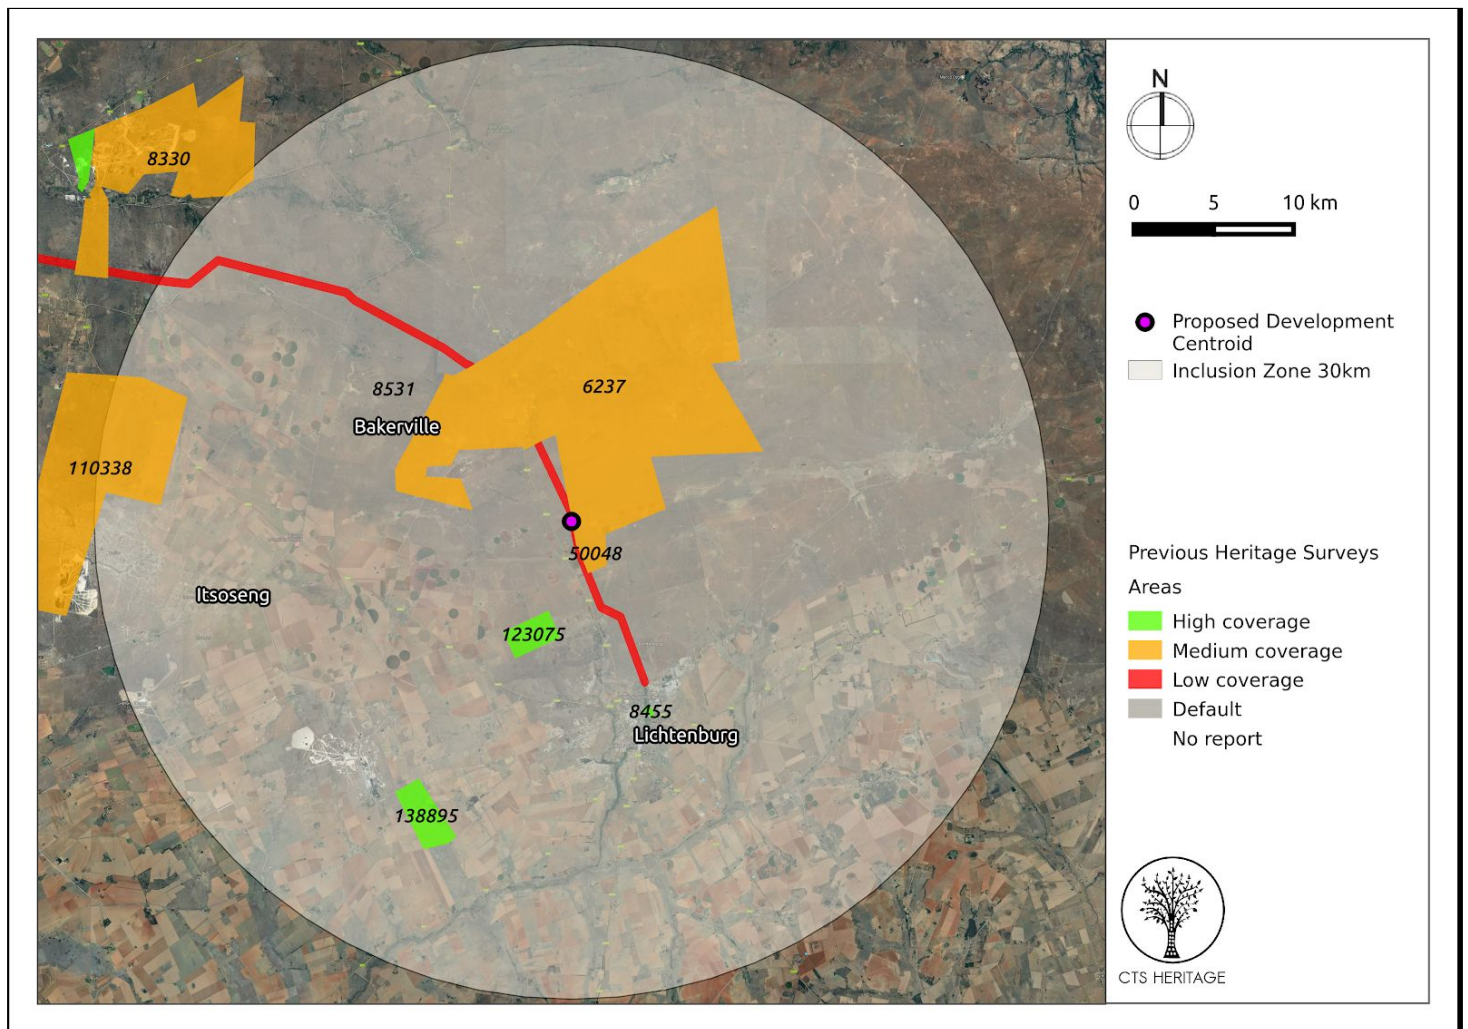 8330
8531
Bakerville
6237
110338
50048
Itsoseng
123075
8455
Lichtenburg
138895
N
0 5 10 km
Proposed Development
Centroid
Inclusion Zone 30km
Previous Heritage Surveys
Areas
High coverage
Medium coverage
Low coverage
Default
No report
CTS HERITAGE